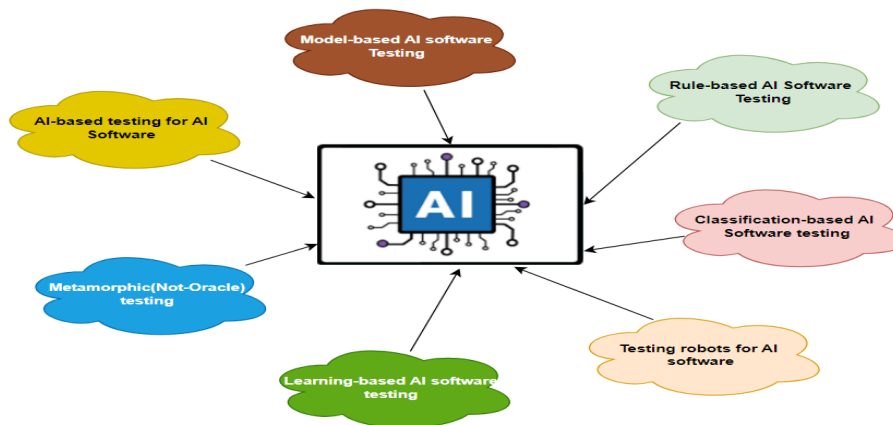 Model-based AI software
Testing
Rule-based AI Software
Testing
AI-based testing for AI
Software
AI
Classification-based AI
Software testing
Metamorphic(Not-Oracle)
testing
Testing robots for AI
software
Learning-based AI software
testing